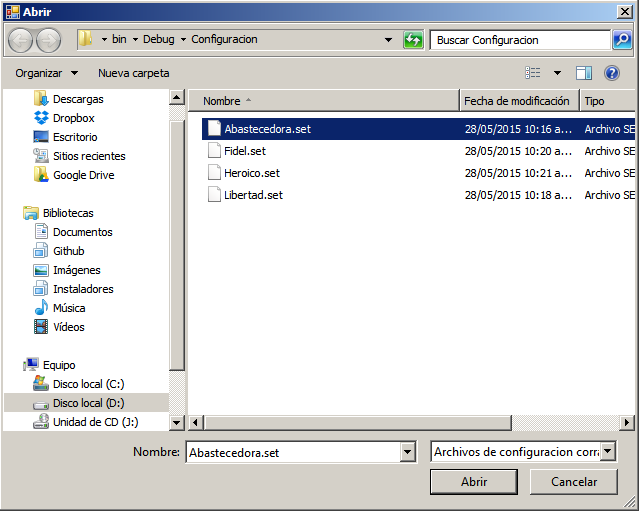 Abrir
bin Debug Configuracion
Buscar Configuracion
Organizar Nueva carpeta
Nombre Fecha de modificación Tipo
Descargas
Dropbox
Escritorio
Sitios recientes
Google Drive
Bibliotecas
Documentos
Github
Imágenes
Instaladores
Música
Vídeos
Equipo
Disco local (C:)
Disco local (D:)
Unidad de CD (J:)
Abastecedora.set 28/05/2015 10:16 a... Archivo SE
Fidel.set 28/05/2015 10:20 a... Archivo SE
Heroico.set 28/05/2015 10:21 a... Archivo SE
Libertad.set 28/05/2015 10:18 a... Archivo SE
Nombre: Abastecedora.set Archivos de configuracion corra
Abrir Cancelar